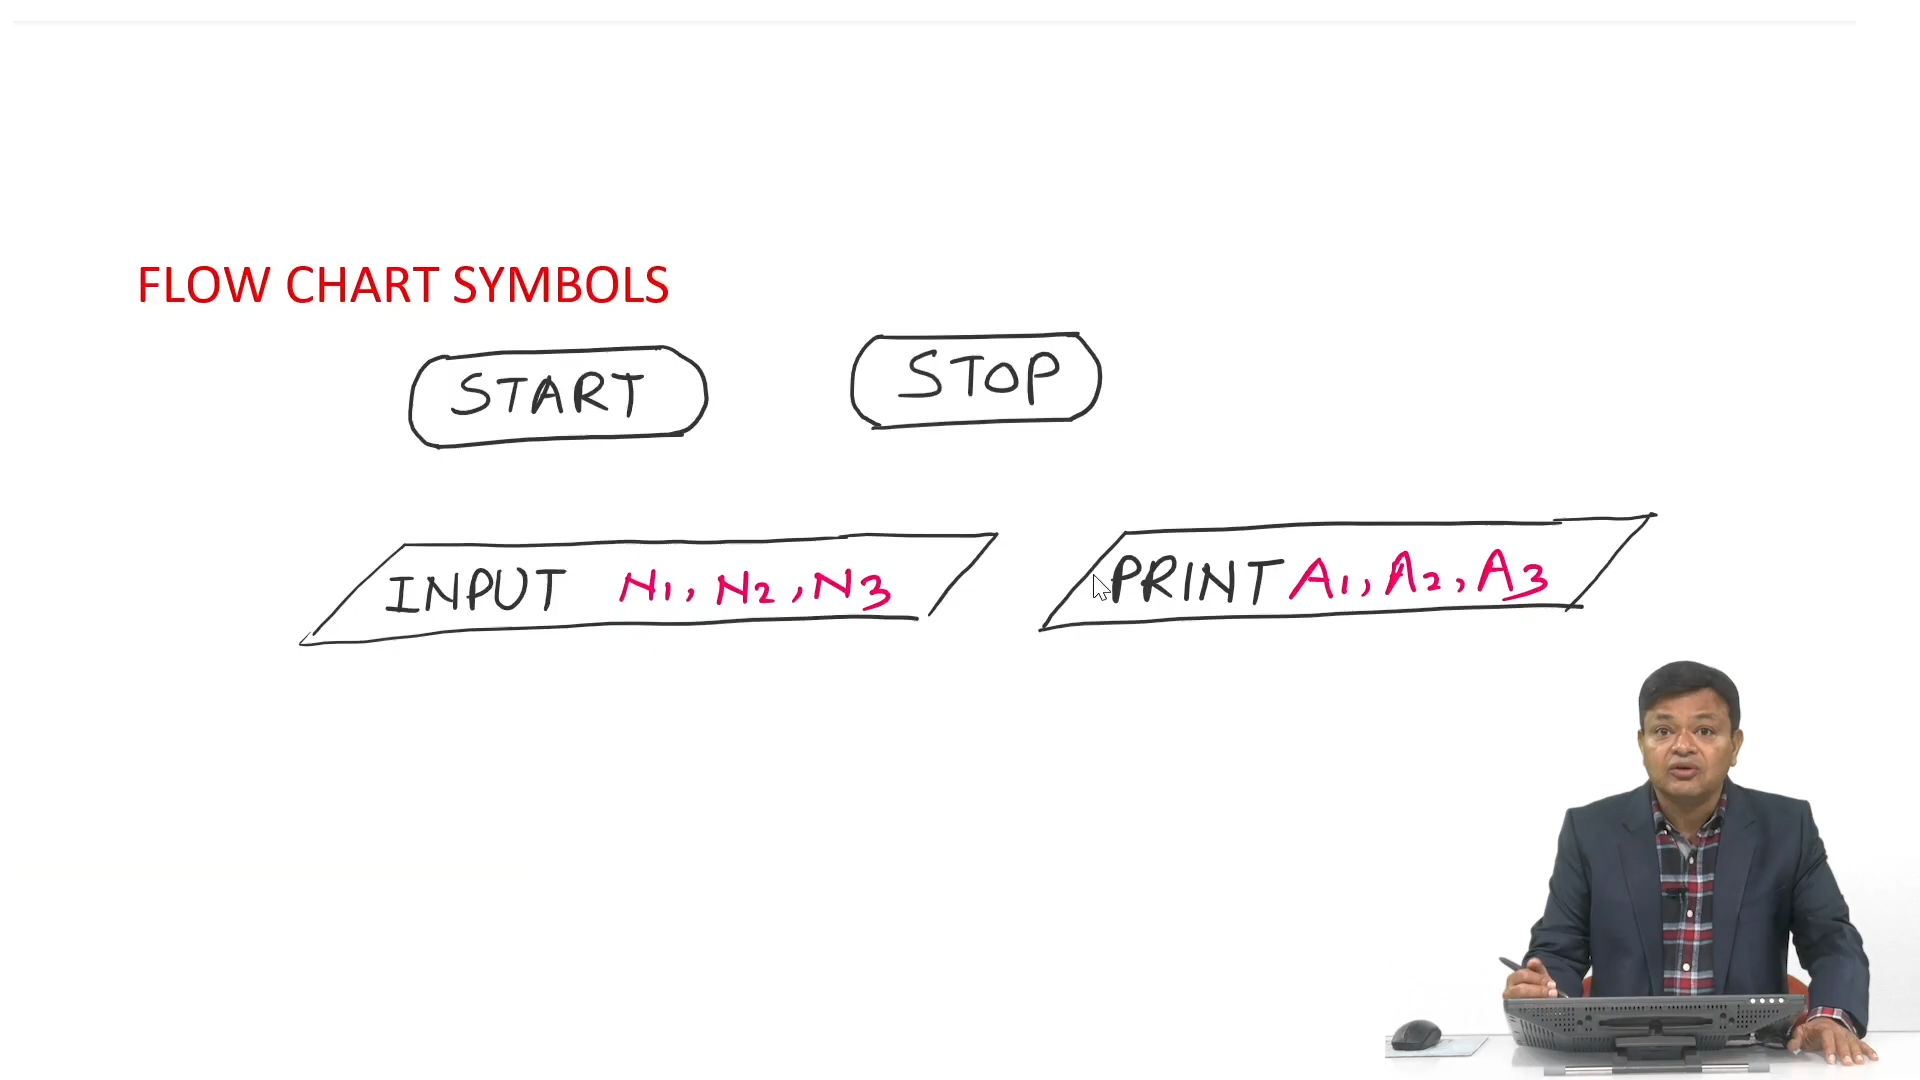 FLOW CHART SYMBOLS
START STOP
INPUT N1, N2, N3 PRINT A1, A2, A3